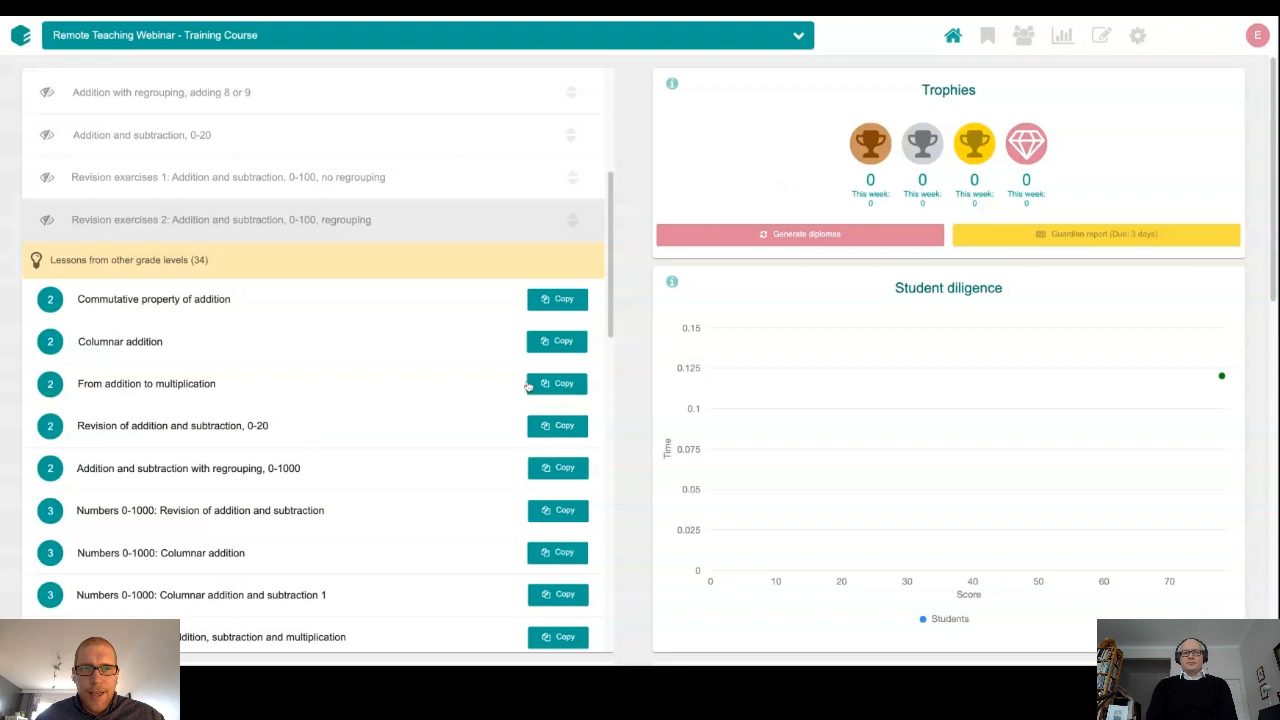 Remote Teaching Webinar - Training Course
E
Addition with regrouping, adding 8 or 9
Addition and subtraction, 0-20
Revision exercises 1: Addition and subtraction, 0-100, no regrouping
Revision exercises 2: Addition and subtraction, 0-100, regrouping
Lessons from other grade levels (34)
2 Commutative property of addition Copy
2 Columnar addition Copy
2 From addition to multiplication Copy
2 Revision of addition and subtraction, 0-20 Copy
2 Addition and subtraction with regrouping, 0-1000 Copy
3 Numbers 0-1000: Revision of addition and subtraction Copy
3 Numbers 0-1000: Columnar addition Copy
3 Numbers 0-1000: Columnar addition and subtraction 1 Copy
dition, subtraction and multiplication Copy
Trophies
0 0 0 0
This week: This week: This week: This week:
0 0 0 0
Generate diplomas
Guardian report (Due: 3 days)
Student diligence
0.15
0.125
0.1
0.075
0.05
0.025
0
Time
0 10 20 30 40 50 60 70
Score
Students